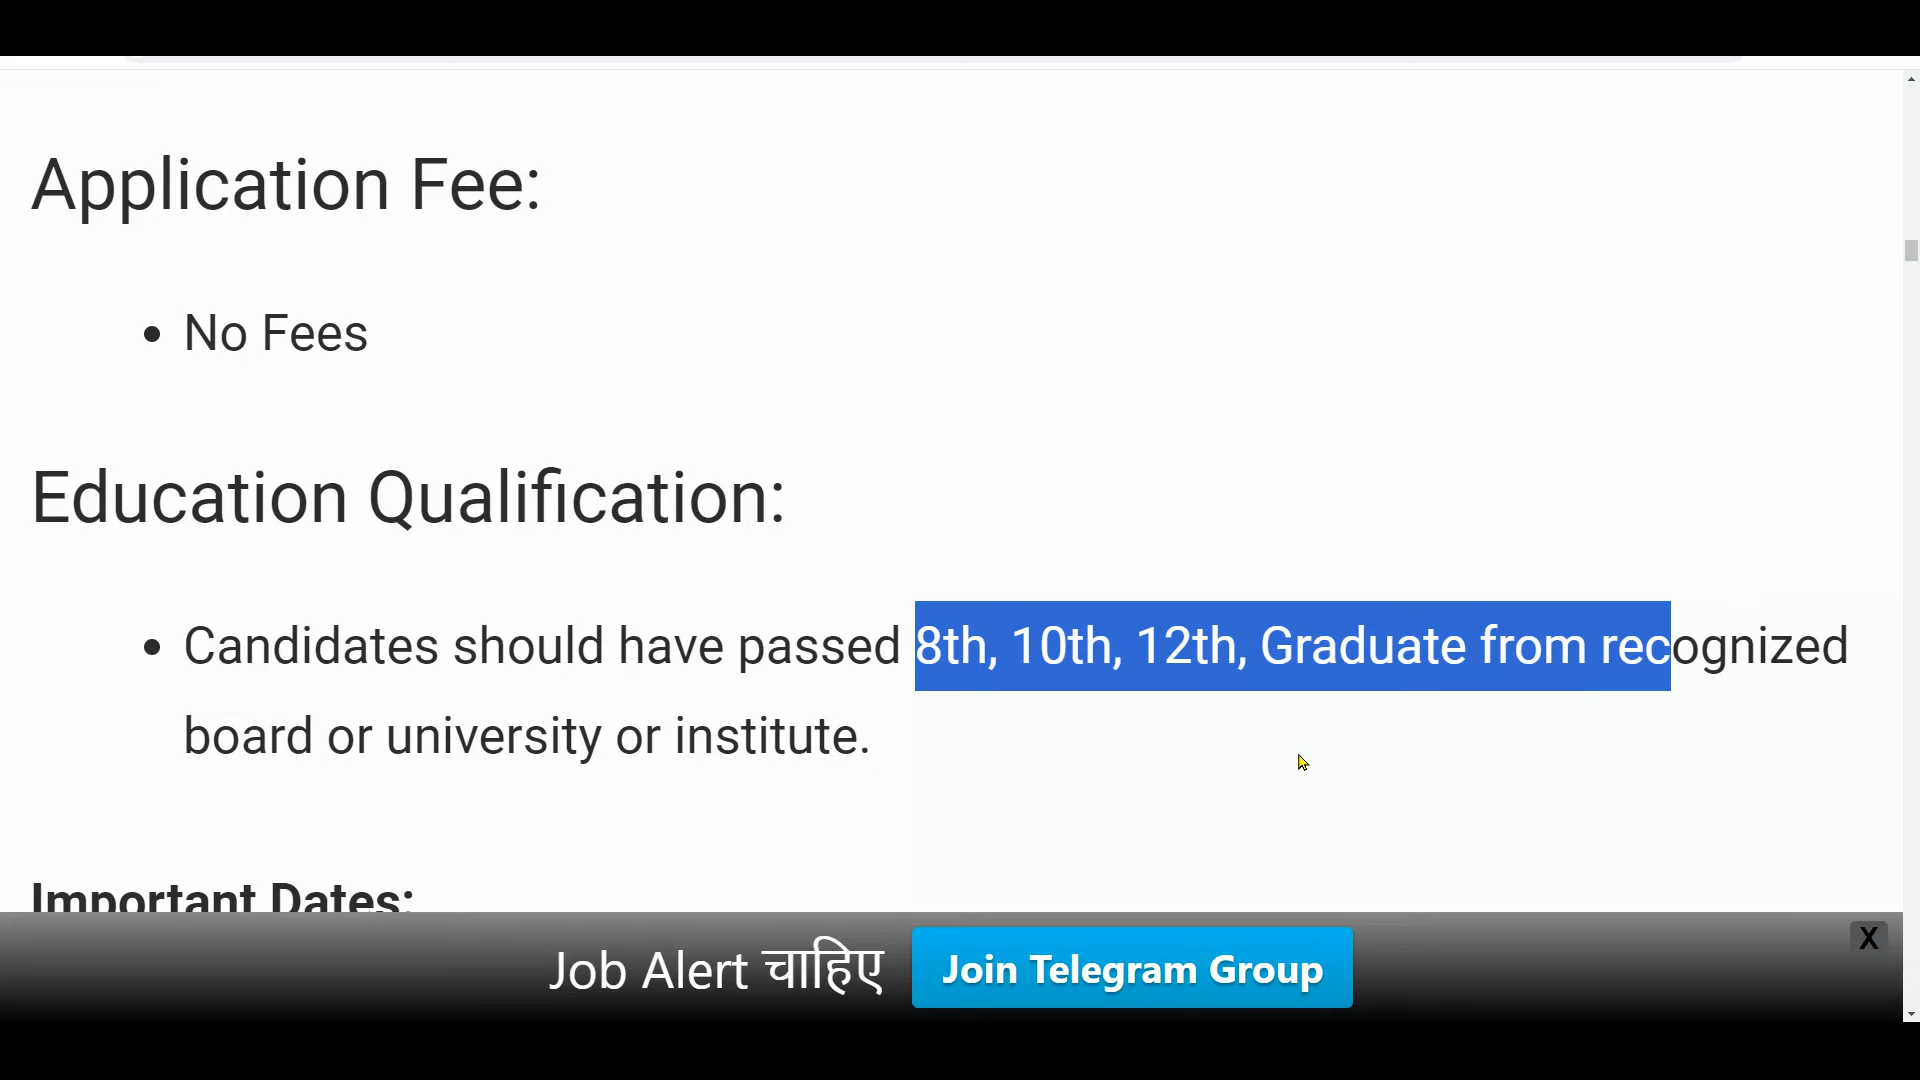 Application Fee:
No Fees
Education Qualification:
Candidates should have passed 8th, 10th, 12th, Graduate from recognized
board or university or institute.
Important Dates:
Job Alert चाहिए Join Telegram Group
X